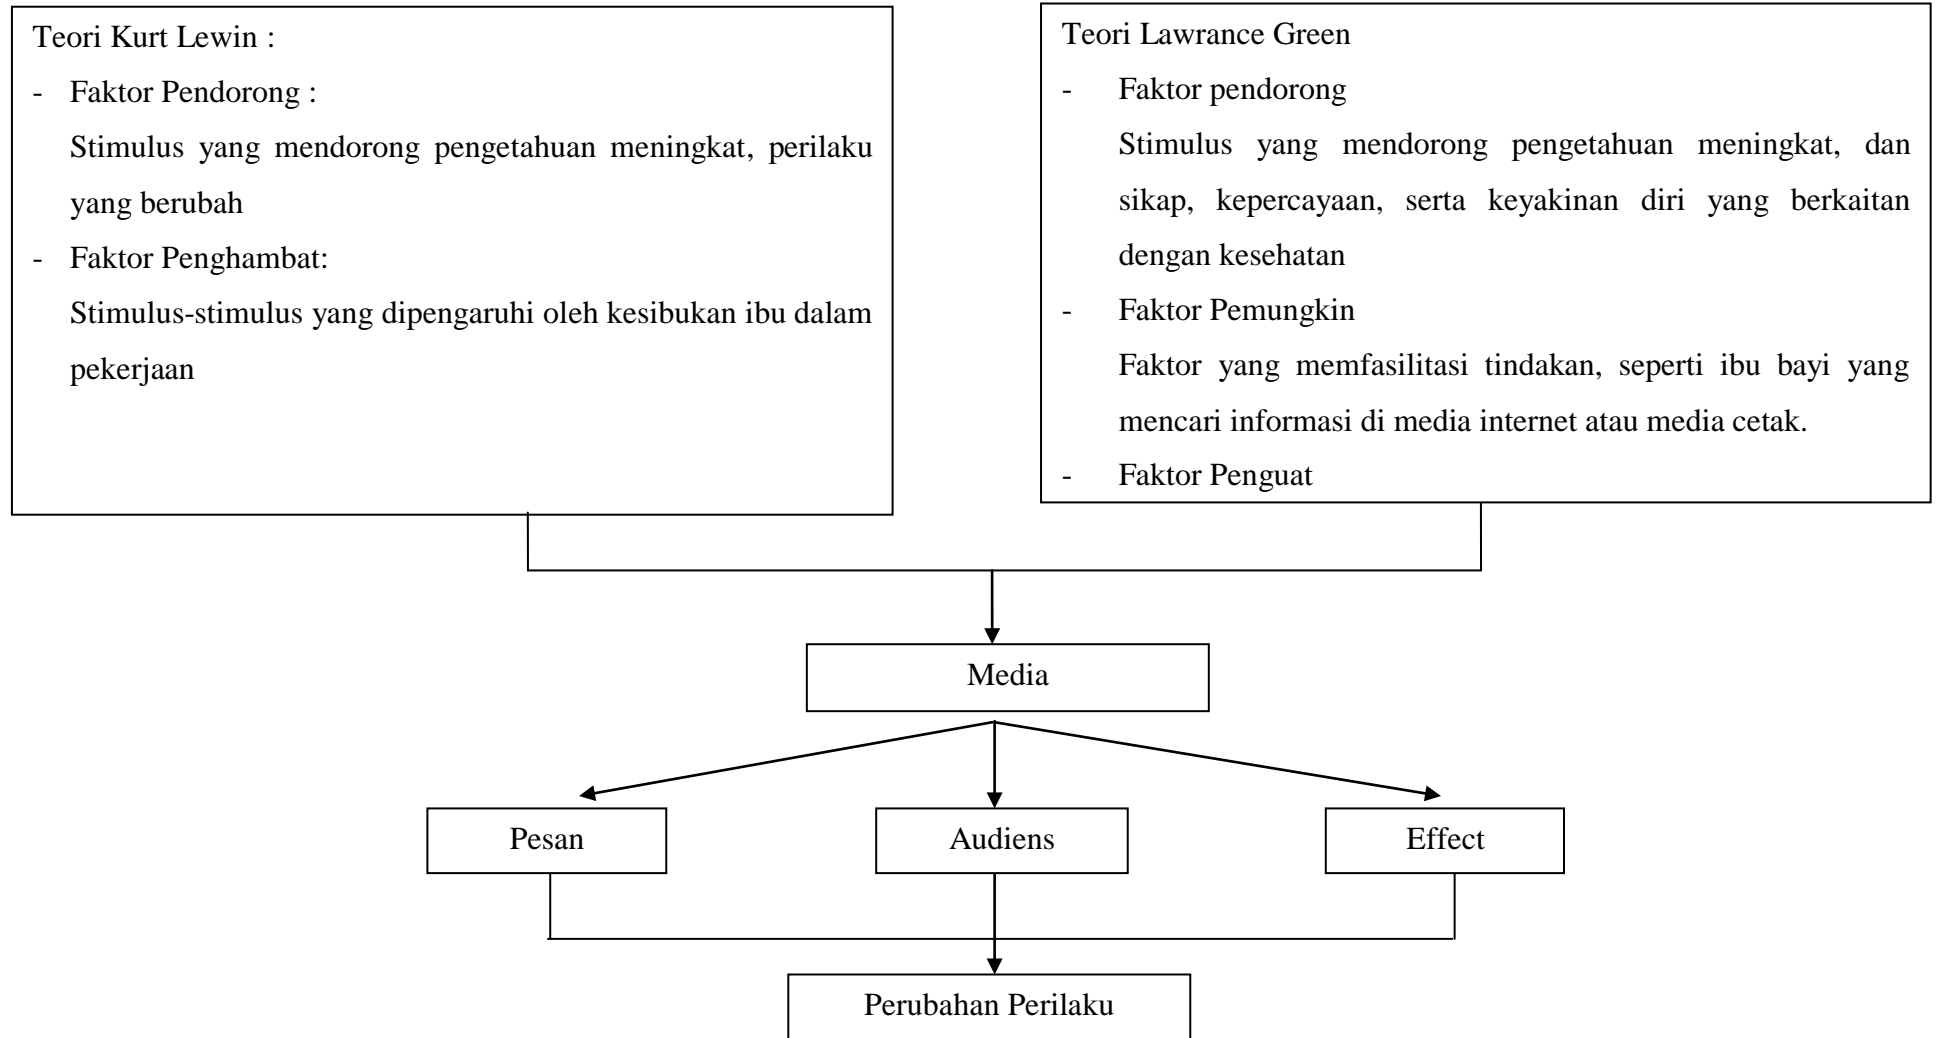 Teori Kurt Lewin :
- Faktor Pendorong :
Stimulus yang mendorong pengetahuan meningkat, perilaku
yang berubah
- Faktor Penghambat:
Stimulus-stimulus yang dipengaruhi oleh kesibukan ibu dalam
pekerjaan
Teori Lawrance Green
- Faktor pendorong
Stimulus yang mendorong pengetahuan meningkat, dan
sikap, kepercayaan, serta keyakinan diri yang berkaitan
dengan kesehatan
- Faktor Pemungkin
Faktor yang memfasilitasi tindakan, seperti ibu bayi yang
mencari informasi di media internet atau media cetak.
- Faktor Penguat
Media
Pesan
Audiens
Effect
Perubahan Perilaku